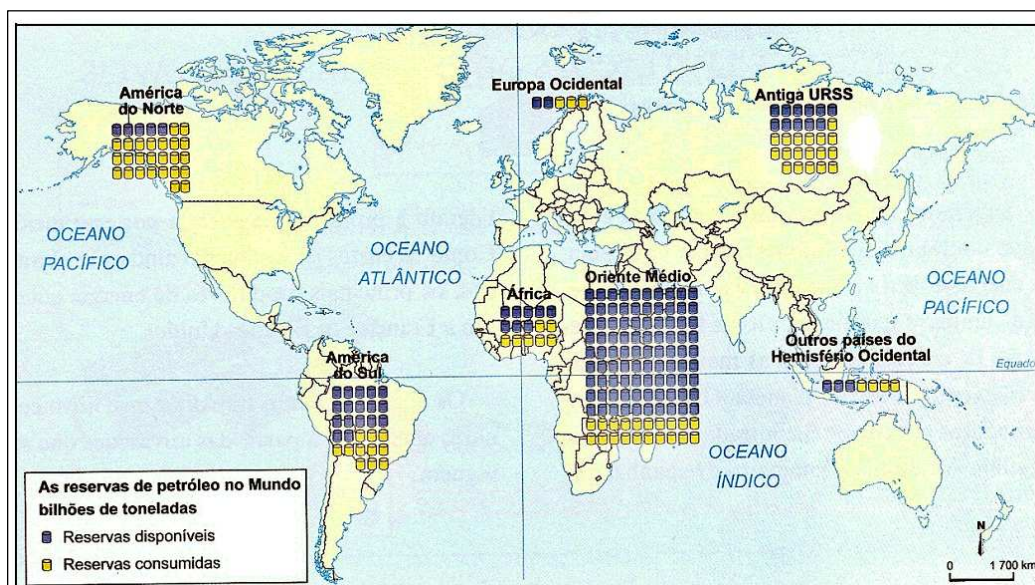 América
do Norte
Europa Ocidental
Antiga URSS
OCEANO
PACÍFICO
OCEANO
ATLÂNTICO
África
Oriente Médio
OCEANO
PACÍFICO
América
do Sul
Outros países do
Hemisfério Ocidental
Equador
OCEANO
ÍNDICO
As reservas de petróleo no Mundo
bilhões de toneladas
Reservas disponíveis
Reservas consumidas
N
0 1 700 km